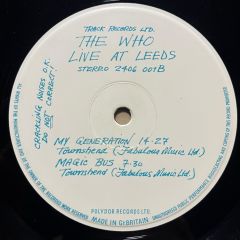 TRACK RECORDS LTD.
THE WHO
LIVE AT LEEDS
STEREO 2406 001B
CRACKLING NOISES O.K.
DO NOT CORRECT!
MY GENERATION 14-27
Townshend (Fabulous Music Ltd.)
MAGIC BUS 7.30
Townshend (Fabulous Music Ltd.)
POLYDOR RECORDS LTD.
MADE IN GT. BRITAIN